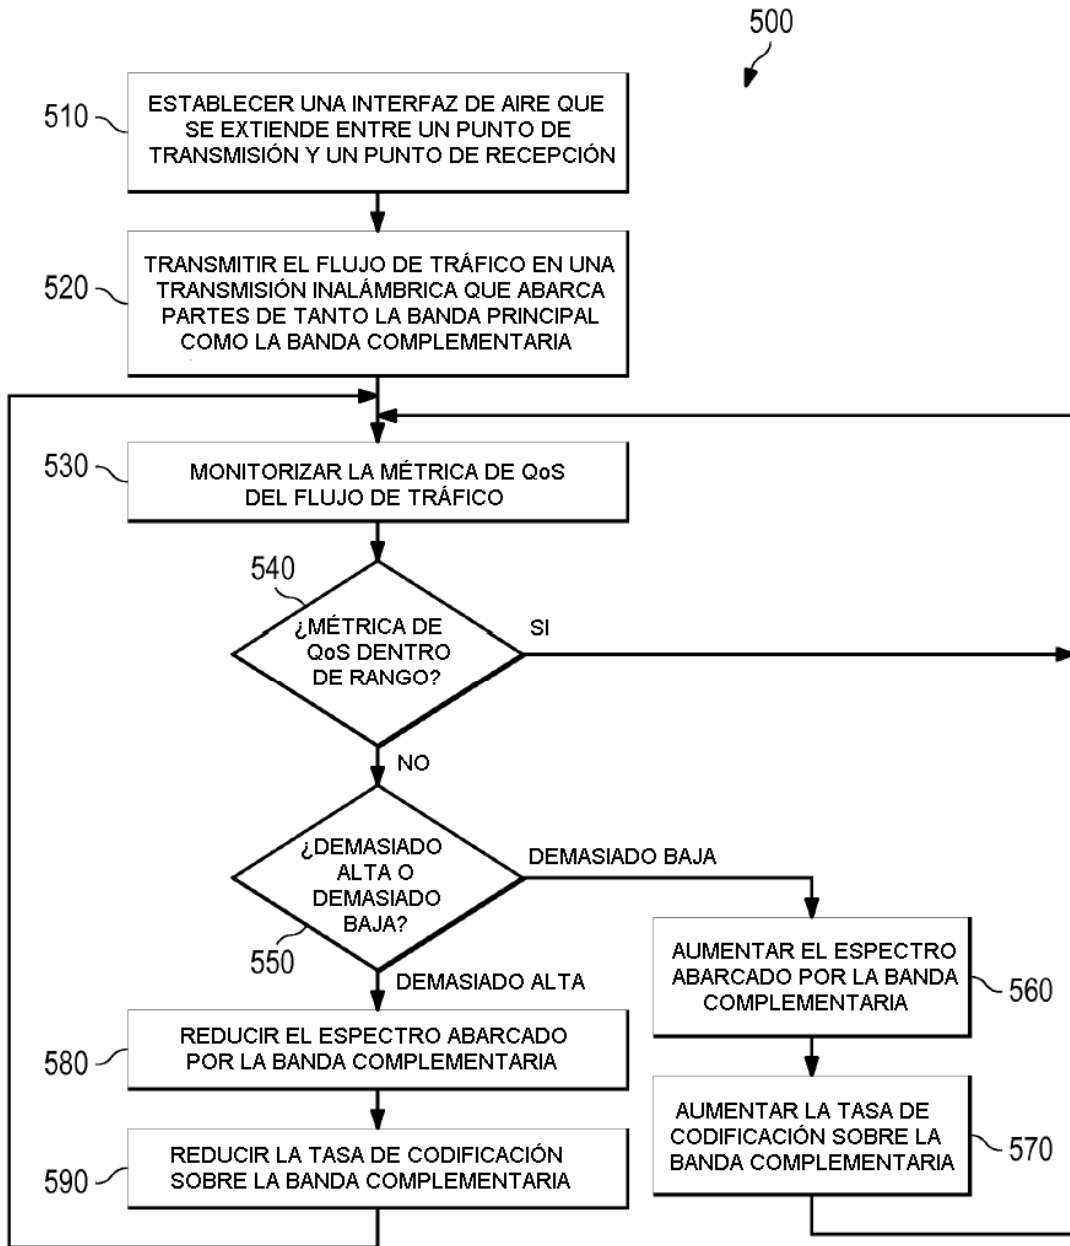 500
510
ESTABLECER UNA INTERFAZ DE AIRE QUE
SE EXTIENDE ENTRE UN PUNTO DE
TRANSMISIÓN Y UN PUNTO DE RECEPCIÓN
520
TRANSMITIR EL FLUJO DE TRÁFICO EN UNA
TRANSMISIÓN INALÁMBRICA QUE ABARCA
PARTES DE TANTO LA BANDA PRINCIPAL
COMO LA BANDA COMPLEMENTARIA
530
MONITORIZAR LA MÉTRICA DE QoS
DEL FLUJO DE TRÁFICO
540
¿MÉTRICA DE
QoS DENTRO
DE RANGO?
SI
NO
¿DEMASIADO
ALTA O
DEMASIADO
BAJA?
550
DEMASIADO BAJA
DEMASIADO ALTA
AUMENTAR EL ESPECTRO
ABARCADO POR LA BANDA
COMPLEMENTARIA
560
580
REDUCIR EL ESPECTRO ABARCADO
POR LA BANDA COMPLEMENTARIA
AUMENTAR LA TASA DE
CODIFICACIÓN SOBRE LA
BANDA COMPLEMENTARIA
570
590
REDUCIR LA TASA DE CODIFICACIÓN
SOBRE LA BANDA COMPLEMENTARIA